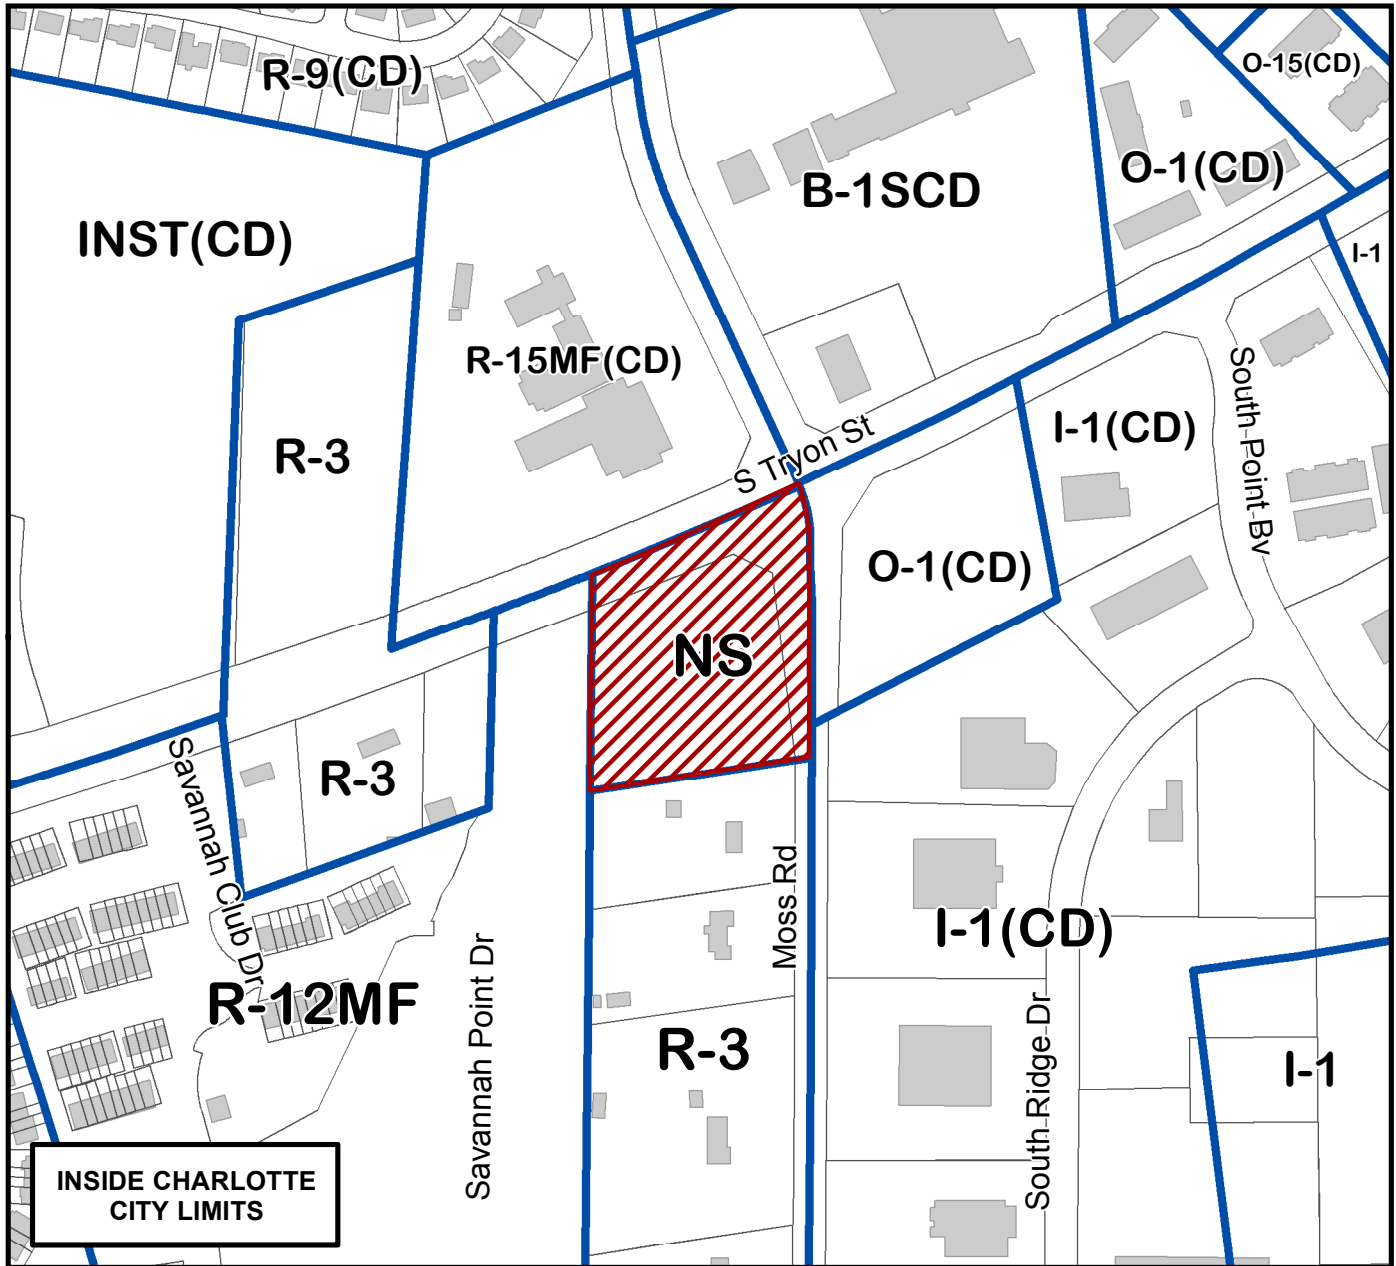 R-9(CD)
O-15(CD)
O-1(CD)
B-1SCD
INST(CD)
I-1
R-15MF(CD)
South Point Bv
I-1(CD)
S Tryon St
R-3
O-1(CD)
NS
Savannah Club Dr
R-3
Moss Rd
I-1(CD)
Savannah Point Dr
R-12MF
South Ridge Dr
R-3
I-1
INSIDE CHARLOTTE
CITY LIMITS